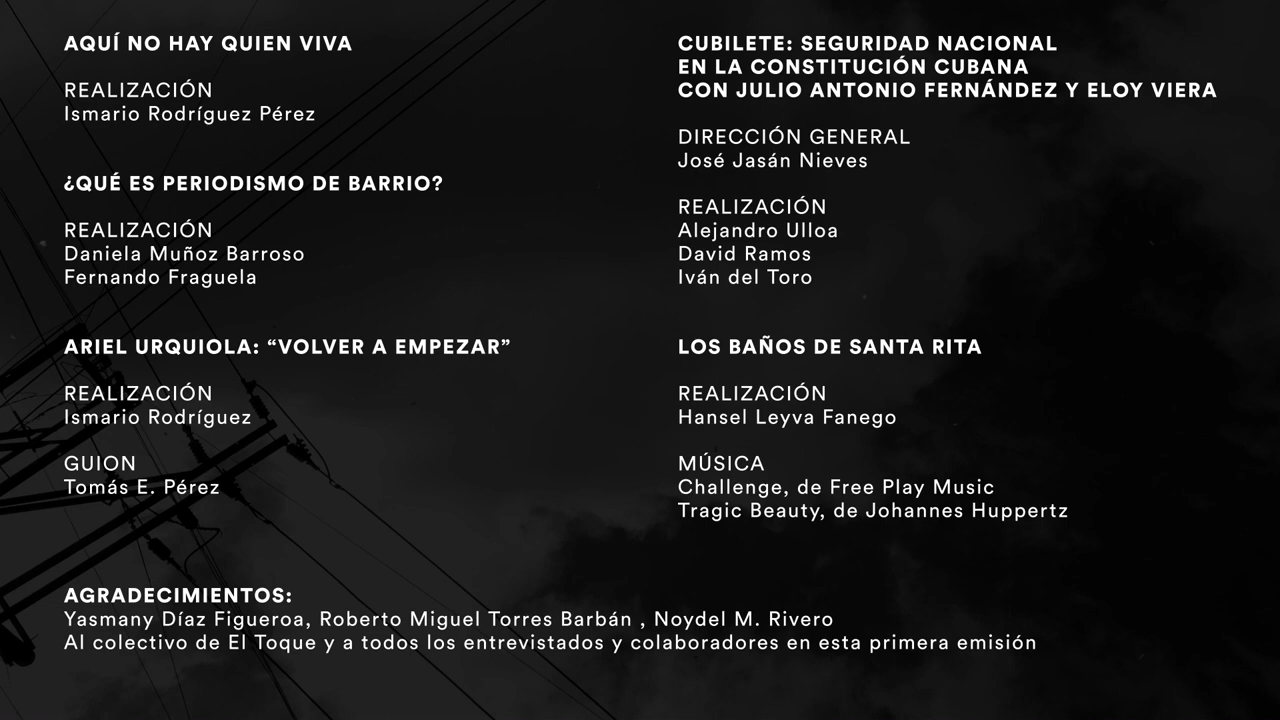 AQUÍ NO HAY QUIEN VIVA
REALIZACIÓN
Ismario Rodríguez Pérez
¿QUÉ ES PERIODISMO DE BARRIO?
REALIZACIÓN
Daniela Muñoz Barroso
Fernando Fraguela
ARIEL URQUIOLA: “VOLVER A EMPEZAR”
REALIZACIÓN
Ismario Rodríguez
GUION
Tomás E. Pérez
CUBILETE: SEGURIDAD NACIONAL
EN LA CONSTITUCIÓN CUBANA
CON JULIO ANTONIO FERNÁNDEZ Y ELOY VIERA
DIRECCIÓN GENERAL
José Jasán Nieves
REALIZACIÓN
Alejandro Ulloa
David Ramos
Iván del Toro
LOS BAÑOS DE SANTA RITA
REALIZACIÓN
Hansel Leyva Fanego
MÚSICA
Challenge, de Free Play Music
Tragic Beauty, de Johannes Huppertz
AGRADECIMIENTOS:
Yasmany Díaz Figueroa, Roberto Miguel Torres Barbán , Noydel M. Rivero
Al colectivo de El Toque y a todos los entrevistados y colaboradores en esta primera emisión